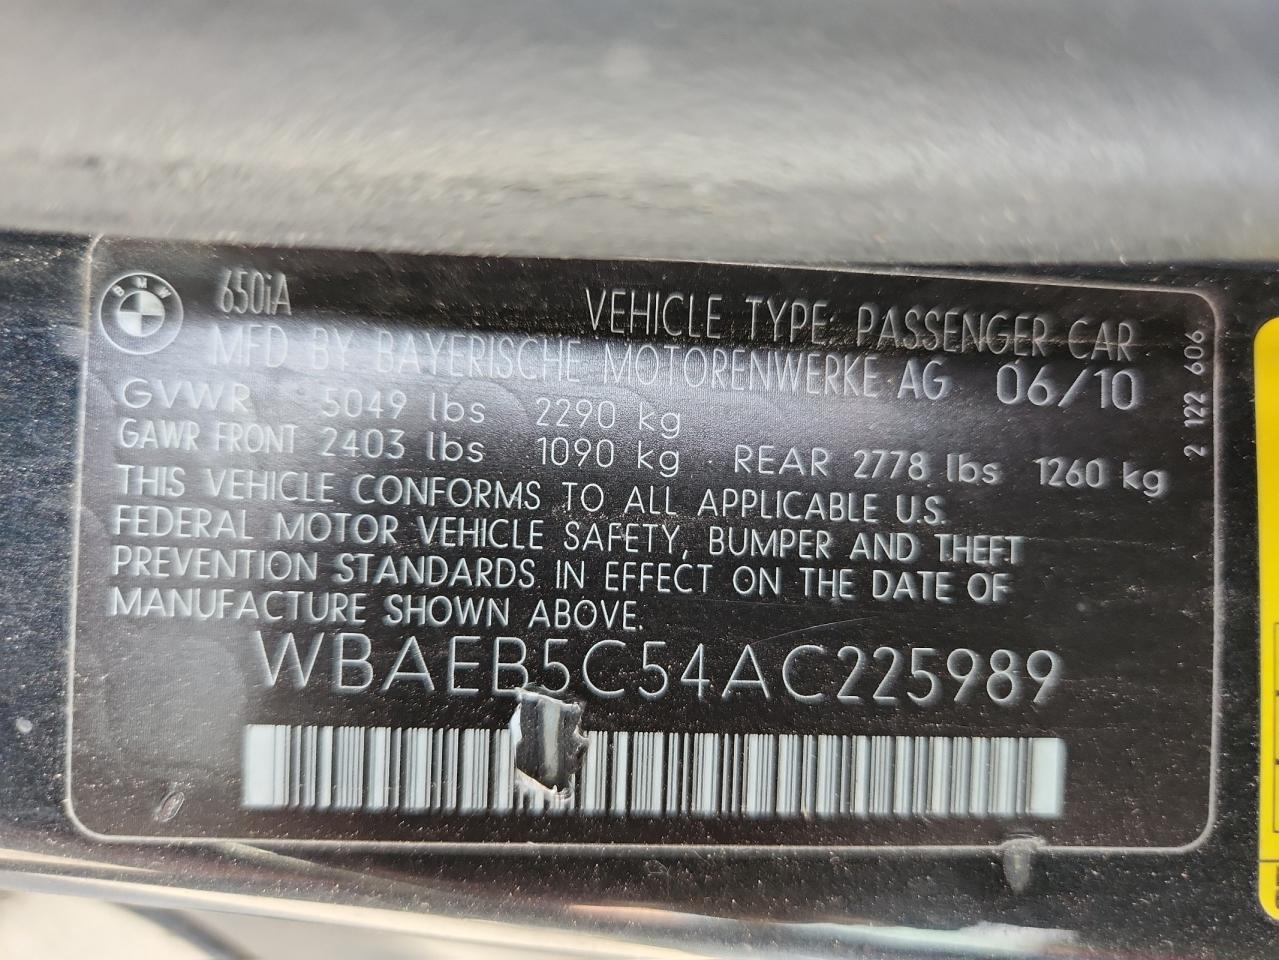 BMW
650iA
VEHICLE TYPE: PASSENGER CAR
MFD BY BAYERISCHE MOTORENWERKE AG 06/10
GVWR 5049 lbs 2290 kg
GAWR FRONT 2403 lbs 1090 kg REAR 2778 lbs 1260 kg
THIS VEHICLE CONFORMS TO ALL APPLICABLE U.S.
FEDERAL MOTOR VEHICLE SAFETY, BUMPER AND THEFT
PREVENTION STANDARDS IN EFFECT ON THE DATE OF
MANUFACTURE SHOWN ABOVE.
WBAEB5C54AC225989
2 122 606